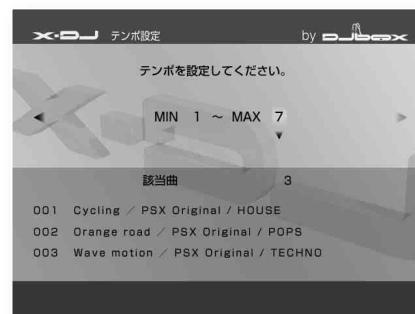 X-DJ テンポ設定 by DJbox
テンポを設定してください。
MIN 1 ～ MAX 7
該当曲 3
001 Cycling ／ PSX Original / HOUSE
002 Orange road ／ PSX Original / POPS
003 Wave motion ／ PSX Original / TECHNO